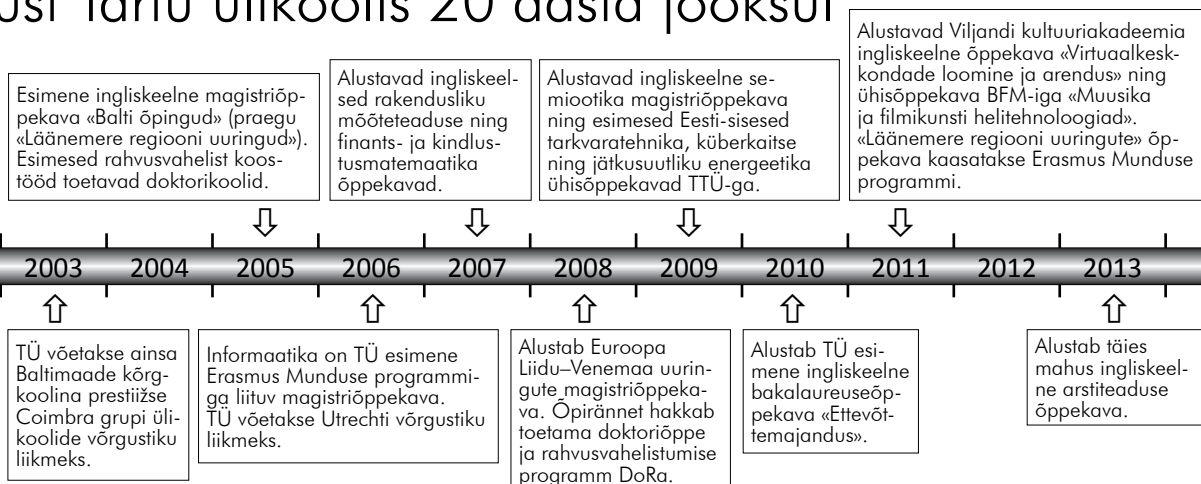 ust Tartu ülikoolis 20 aasta jooksul
Esimene ingliskeelne magistriõp-
pekava «Balti õpingud» (praegu
«Läänemere regiooni uuringud»).
Esimesed rahvusvahelist koos-
tööd toetavad doktorikoolid.
Alustavad ingliskeel-
sed rakendusliku
mõõteteaduse ning
finants- ja kindlus-
tusmatemaatika
õppekavad.
Alustavad ingliskeelne se-
miootika magistriõppekava
ning esimesed Eesti-sisesed
tarkvaratehnika, küberkaitse
ning jätkusuutliku energeetika
ühisõppekavad TTÜ-ga.
Alustavad Viljandi kultuuriakadeemia
ingliskeelne õppekava «Virtuaalkesk-
kondade loomine ja arendus» ning
ühisõppekava BFM-iga «Muusika
ja filmikunsti helitehnoloogiad».
«Läänemere regiooni uuringute» õp-
pekava kaasatakse Erasmus Munduse
programmi.
2003 2004 2005 2006 2007 2008 2009 2010 2011 2012 2013
TÜ võetakse ainsa
Baltimaade kõrg-
koolina prestiižse
Coimbra grupi üli-
koolide võrgustiku
liikmeks.
Informaatika on TÜ esimene
Erasmus Munduse programmi-
ga liituv magistriõppekava.
TÜ võetakse Utrechti võrgustiku
liikmeks.
Alustab Euroopa
Liidu–Venemaa uurin-
gute magistriõppeka-
va. Õpirännet hakkab
toetama doktoriõppe
ja rahvusvahelistumise
programm DoRa.
Alustab TÜ esi-
mene ingliskeelne
bakalaureuseõp-
pekava «Ettevõt-
temajandus».
Alustab täies
mahus ingliskeel-
ne arstiteaduse
õppekava.